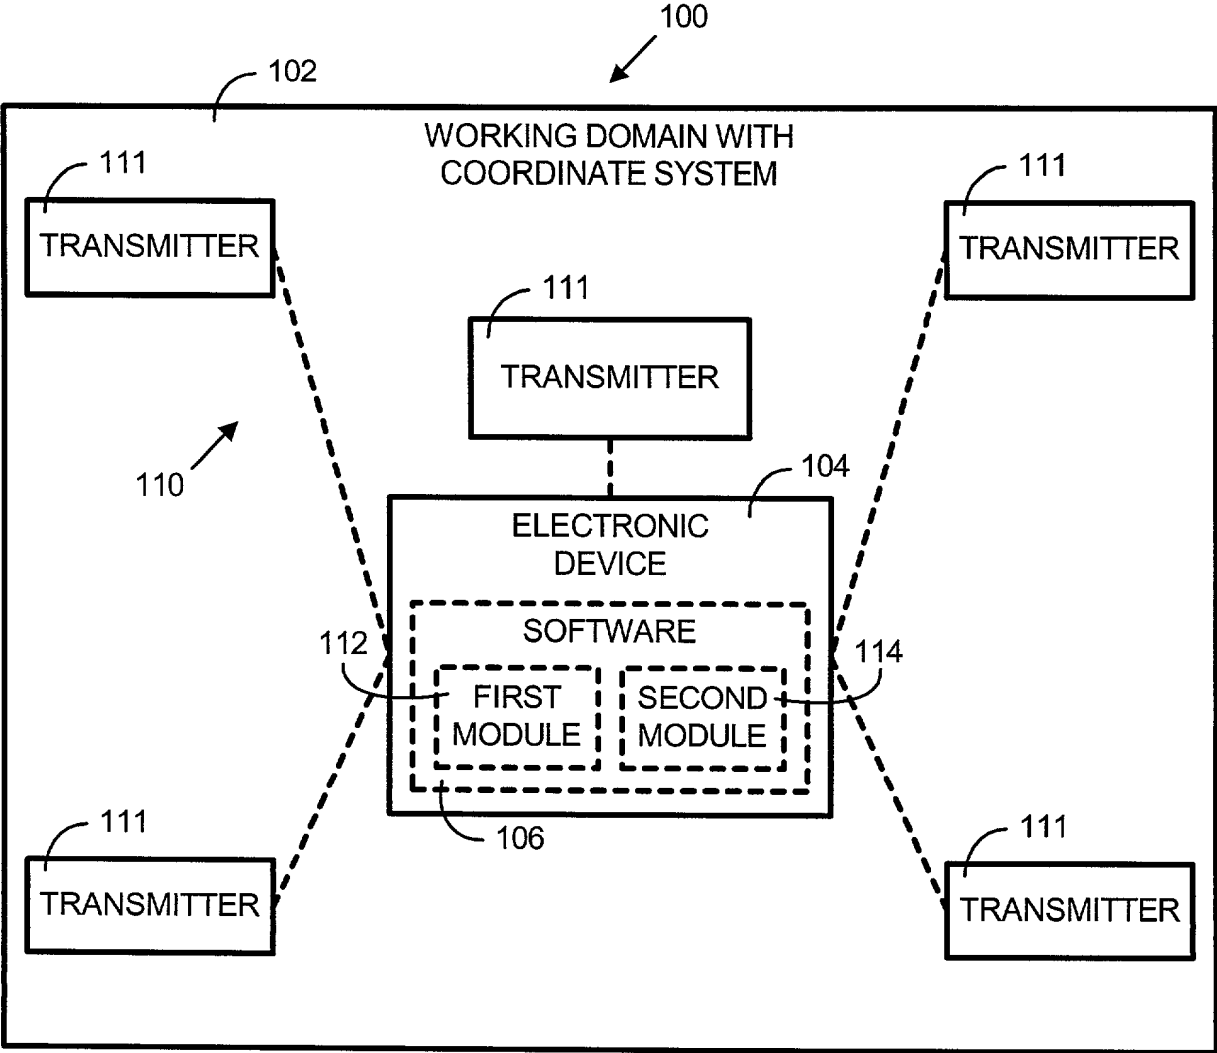 100
102
WORKING DOMAIN WITH
COORDINATE SYSTEM
111
TRANSMITTER
111
TRANSMITTER
111
TRANSMITTER
110
104
ELECTRONIC
DEVICE
SOFTWARE
112
FIRST
MODULE
114
SECOND
MODULE
106
111
TRANSMITTER
111
TRANSMITTER